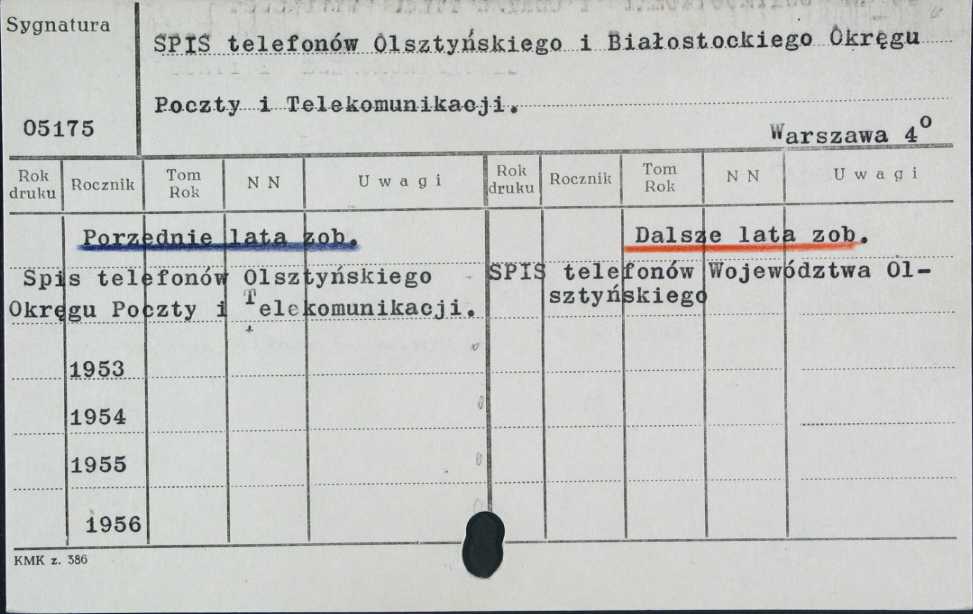 Sygnatura
SPIS telefonów Olsztyńskiego i Białostockiego Okręgu
Poczty i Telekomunikacji.
05175
Warszawa 4o
Rok druku Rocznik Tom Rok N N U w a g i Rok druku Rocznik Tom Rok N N U w a g i
Porzednie lata zob. Dalsze lata zob.
Spis telefonów Olsztyńskiego SPIS telefonów Województwa Ol-
Okręgu Poczty i Telekomunikacji. sztyńskiego
1953
1954
1955
1956
KMK z. 386